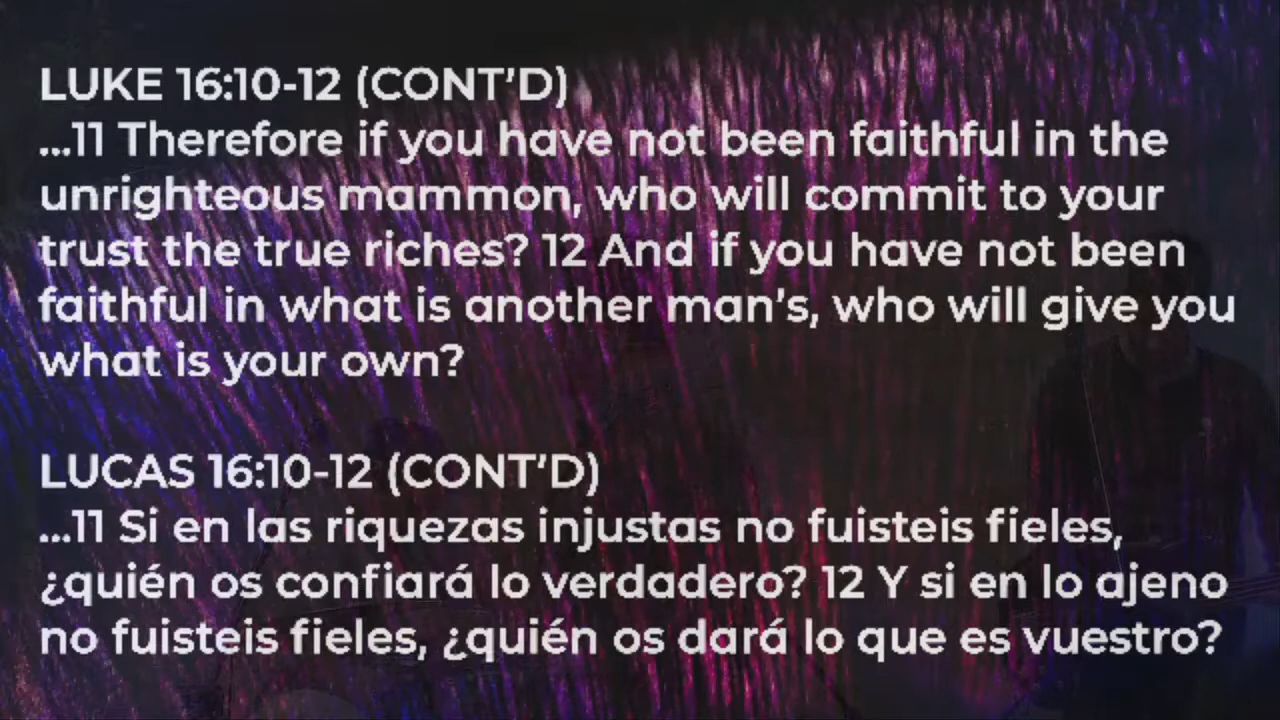 LUKE 16:10-12 (CONT'D)
...11 Therefore if you have not been faithful in the
unrighteous mammon, who will commit to your
trust the true riches? 12 And if you have not been
faithful in what is another man's, who will give you
what is your own?
LUCAS 16:10-12 (CONT'D)
...11 Si en las riquezas injustas no fuisteis fieles,
¿quién os confiará lo verdadero? 12 Y si en lo ajeno
no fuisteis fieles, ¿quién os dará lo que es vuestro?